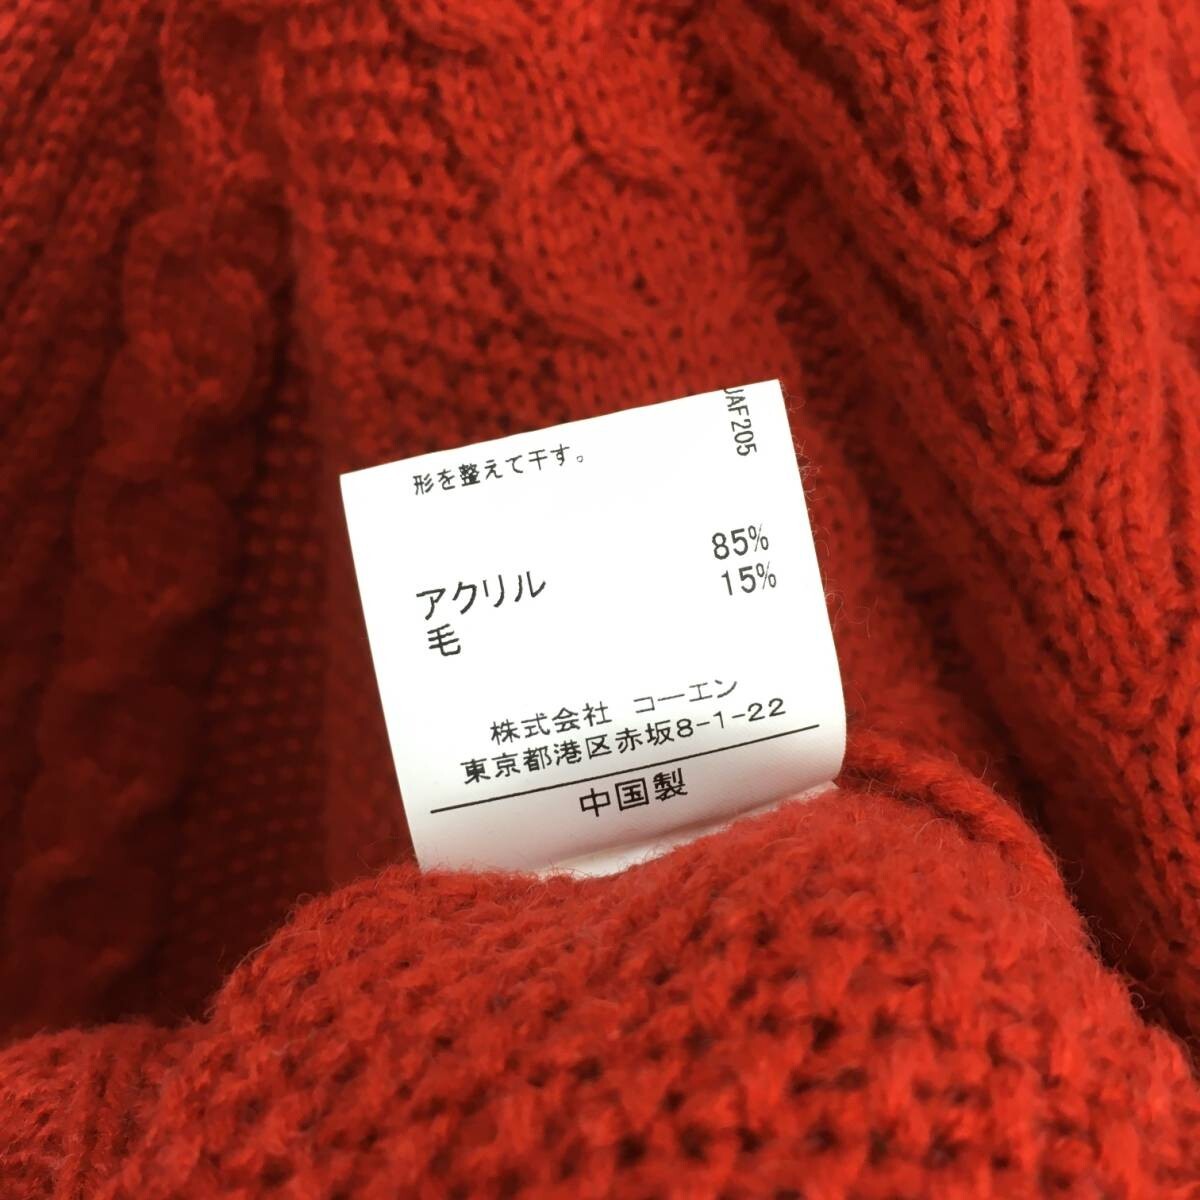 JAF205
形を整えて干す。
アクリル 85%
毛 15%
株式会社 コーエン
東京都港区赤坂8-1-22
中国製